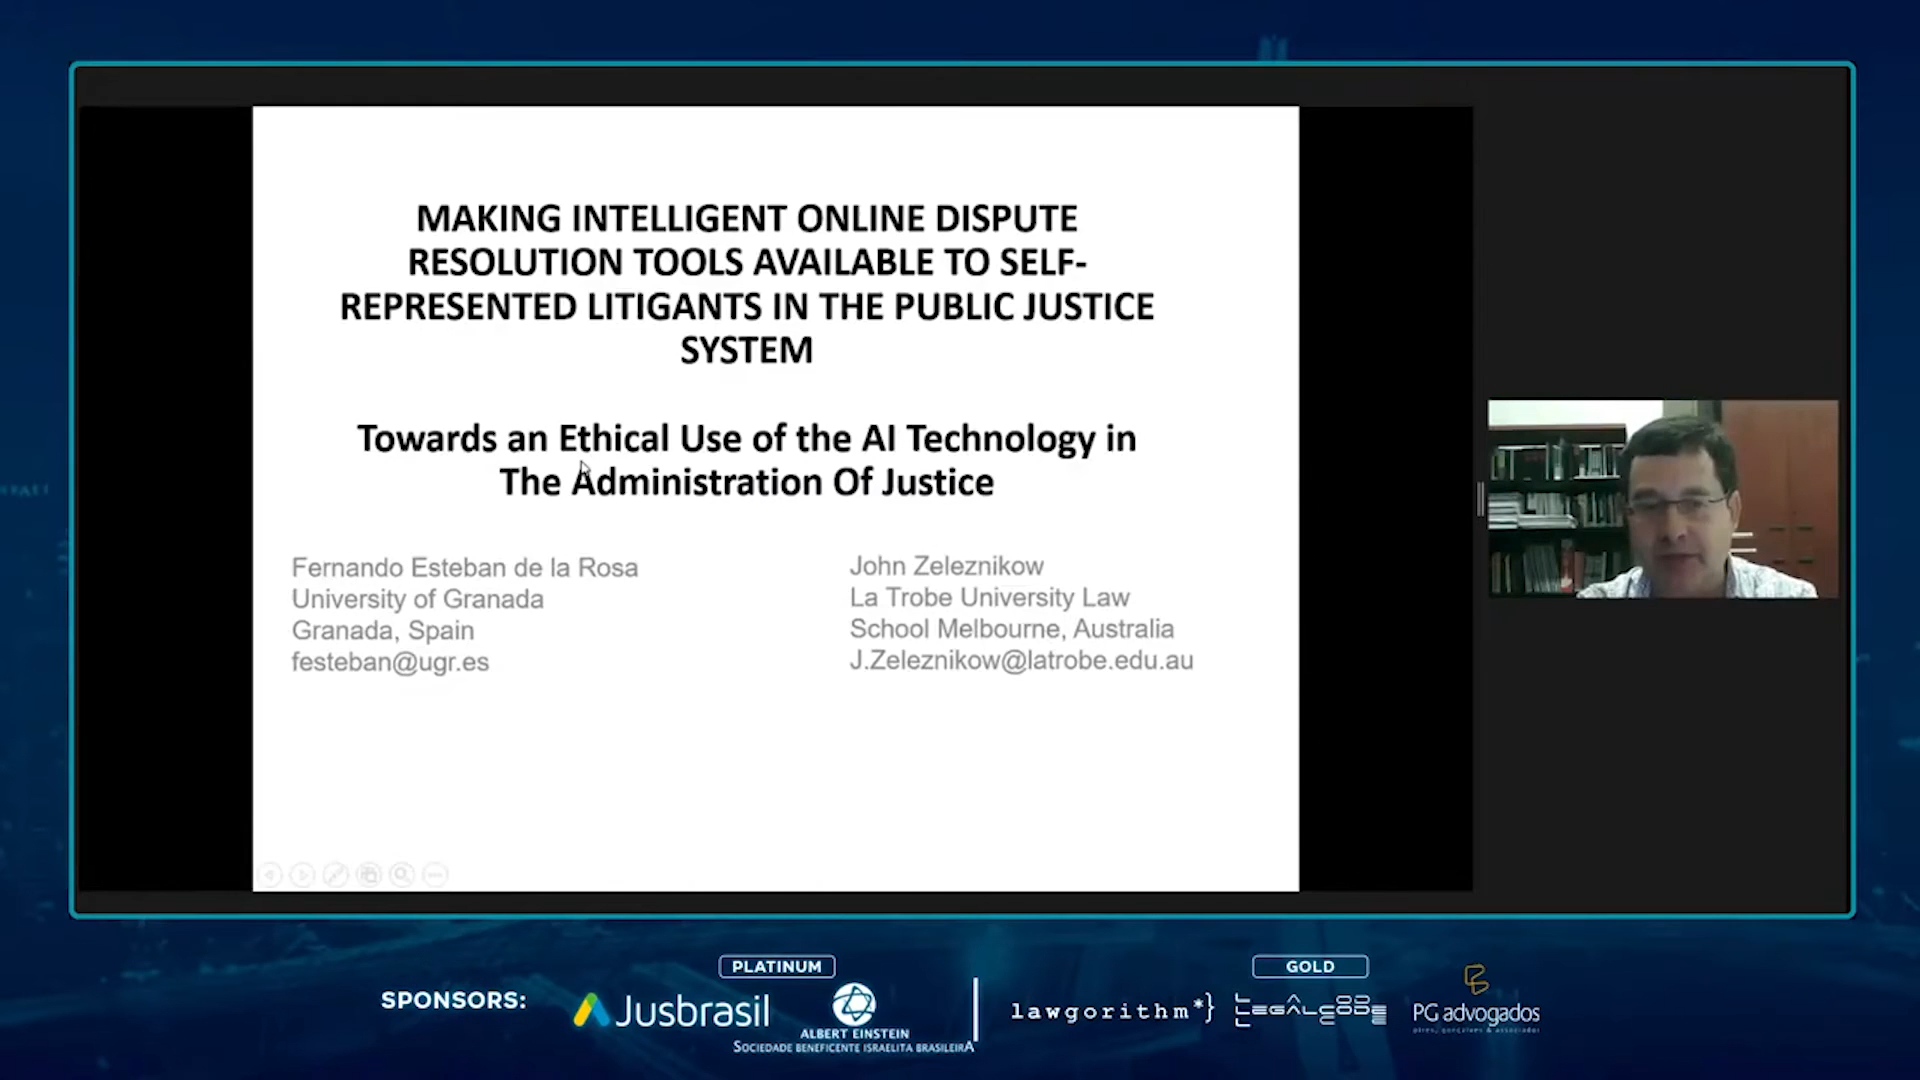 MAKING INTELLIGENT ONLINE DISPUTE
RESOLUTION TOOLS AVAILABLE TO SELF-
REPRESENTED LITIGANTS IN THE PUBLIC JUSTICE
SYSTEM
Towards an Ethical Use of the AI Technology in
The Administration Of Justice
Fernando Esteban de la Rosa
University of Granada
Granada, Spain
festeban@ugr.es
John Zeleznikow
La Trobe University Law
School Melbourne, Australia
J.Zeleznikow@latrobe.edu.au
SPONSORS:
PLATINUM
Jusbrasil
ALBERT EINSTEIN
SOCIEDADE BENEFICENTE ISRAELITA BRASILEIRA
GOLD
lawgorithm*}
LEGALCODE
PG advogados